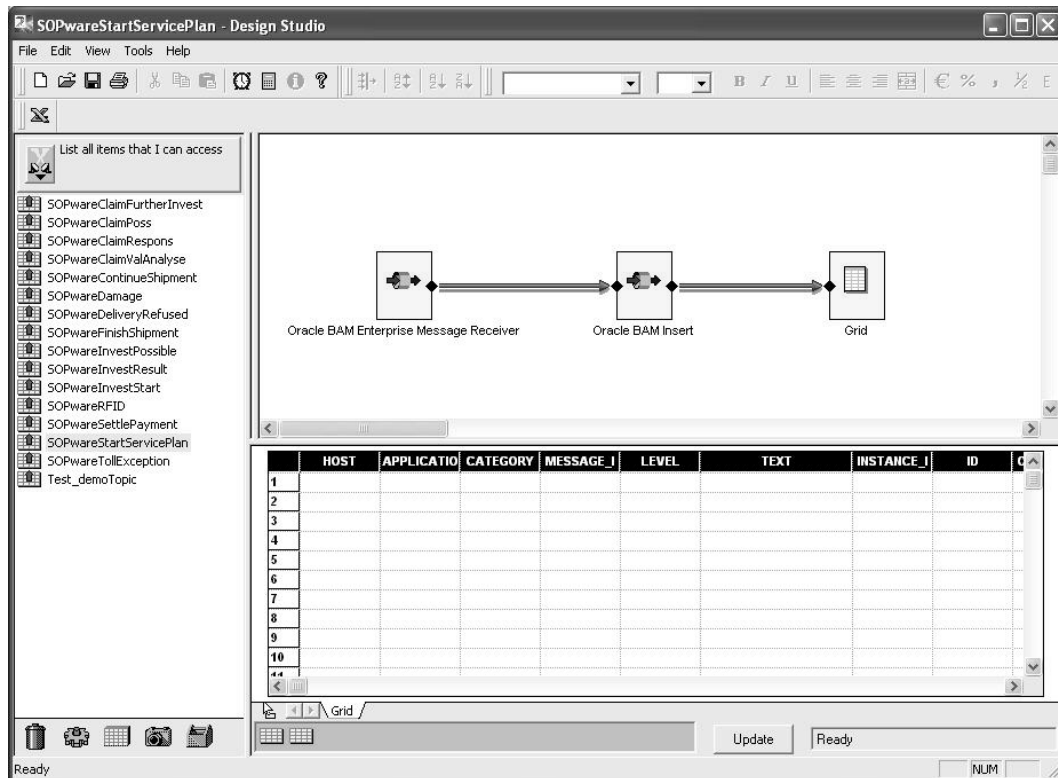 SOPwareStartServicePlan - Design Studio
File Edit View Tools Help
B I U € % , ½ E
List all items that I can access
SOPwareClaimFurtherInvest
SOPwareClaimPoss
SOPwareClaimRespons
SOPwareClaimValAnalyse
SOPwareContinueShipment
SOPwareDamage
SOPwareDeliveryRefused
SOPwareFinishShipment
SOPwareInvestPossible
SOPwareInvestResult
SOPwareInvestStart
SOPwareRFID
SOPwareSettlePayment
SOPwareStartServicePlan
SOPwareTollException
Test_demoTopic
Oracle BAM Enterprise Message Receiver Oracle BAM Insert Grid
HOST APPLICATIO CATEGORY MESSAGE_I LEVEL TEXT INSTANCE_I ID
1
2
3
4
5
6
7
8
9
10
11
Grid
Update Ready
Ready NUM